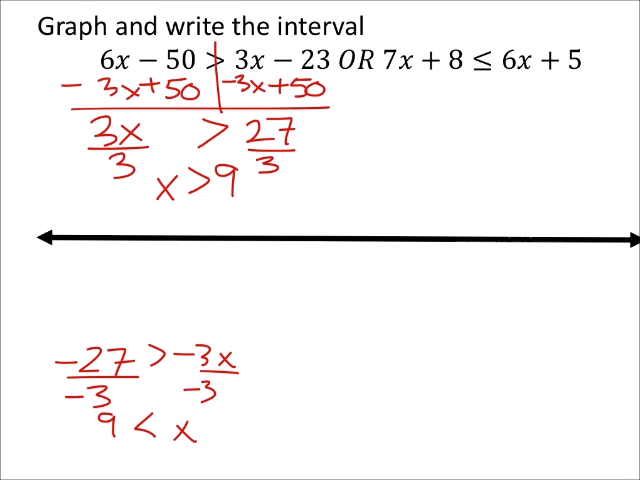 Graph and write the interval
6x − 50 > 3x − 23 OR 7x + 8 ≤ 6x + 5
− 3x+50 −3x+50
3x > 27
3 3
x > 9
−27 > −3x
−3 −3
9 < x